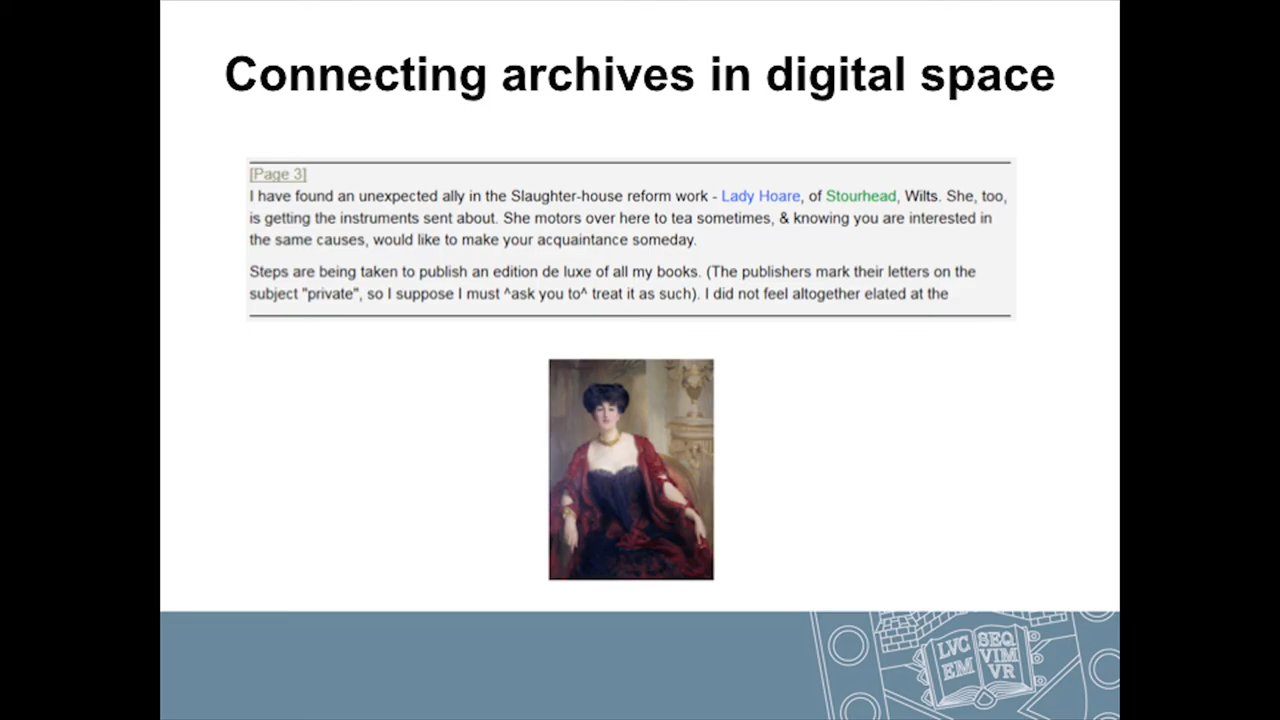 Connecting archives in digital space
[Page 3]
I have found an unexpected ally in the Slaughter-house reform work - Lady Hoare, of Stourhead, Wilts. She, too,
is getting the instruments sent about. She motors over here to tea sometimes, & knowing you are interested in
the same causes, would like to make your acquaintance someday.
Steps are being taken to publish an edition de luxe of all my books. (The publishers mark their letters on the
subject "private", so I suppose I must ^ask you to^ treat it as such). I did not feel altogether elated at the
LVC
EM
SEQ
VIM
VR